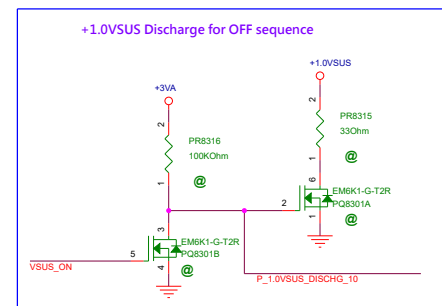 +1.0VSUS Discharge for OFF sequence
+1.0VSUS
+3VA
2
PR8315
33Ohm
2
PR8316
100KOhm
1
@
1
@
6
EM6K1-G-T2R
2
PQ8301A
1
@
3
EM6K1-G-T2R
5
PQ8301B
4
@
VSUS_ON
P_1.0VSUS_DISCHG_10